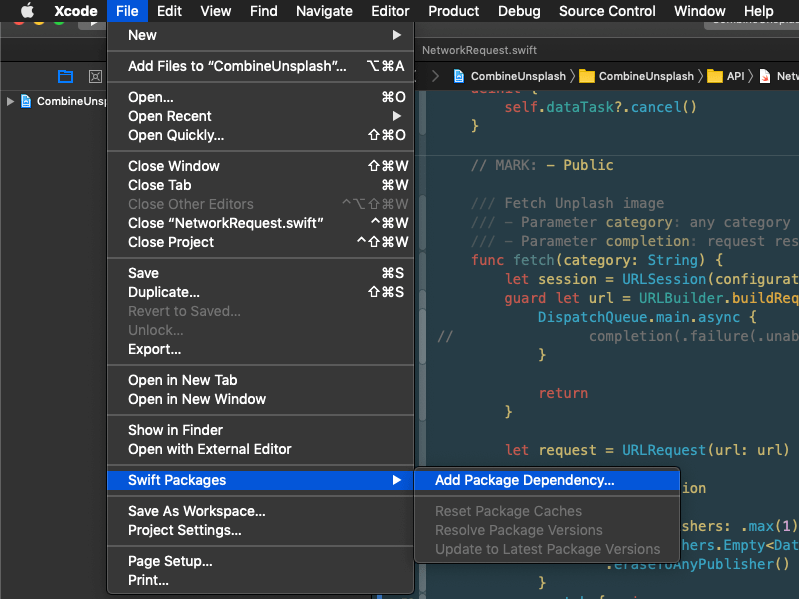 Xcode File Edit View Find Navigate Editor Product Debug Source Control Window Help
New
Add Files to “CombineUnsplash”... ⌥⌘A
Open... ⌘O
Open Recent
Open Quickly... ⇧⌘O
Close Window ⇧⌘W
Close Tab ⌘W
Close Other Editors ^⌥⇧⌘W
Close “NetworkRequest.swift” ^⌘W
Close Project ^⇧⌘W
Save ⌘S
Duplicate... ⇧⌘S
Revert to Saved...
Unlock...
Export...
Open in New Tab
Open in New Window
Show in Finder
Open with External Editor
Swift Packages
Save As Workspace...
Project Settings...
Page Setup...
Print...
Add Package Dependency...
Reset Package Caches
Resolve Package Versions
Update to Latest Package Versions
CombineUnsp
NetworkRequest.swift
CombineUnsplash CombineUnsplash API Netw
self.dataTask?.cancel()
}
// MARK: - Public
/// Fetch Unplash image
/// - Parameter category: any category
/// - Parameter completion: request res
func fetch(category: String) {
let session = URLSession(configurat
guard let url = URLBuilder.buildReq
DispatchQueue.main.async {
// completion(.failure(.unab
}
return
}
let request = URLRequest(url: url)
ion
shers: .max(1)
hers.Empty<Dat
.eraseToAnyPublisher()
}